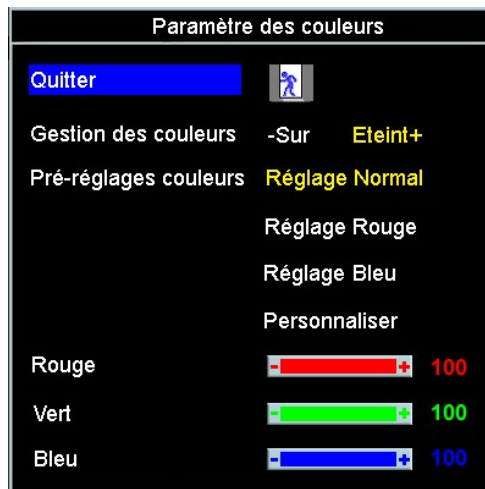 Paramètre des couleurs
Quitter
Gestion des couleurs -Sur Eteint+
Pré-réglages couleurs Réglage Normal
Réglage Rouge
Réglage Bleu
Personnaliser
Rouge - + 100
Vert - + 100
Bleu - + 100